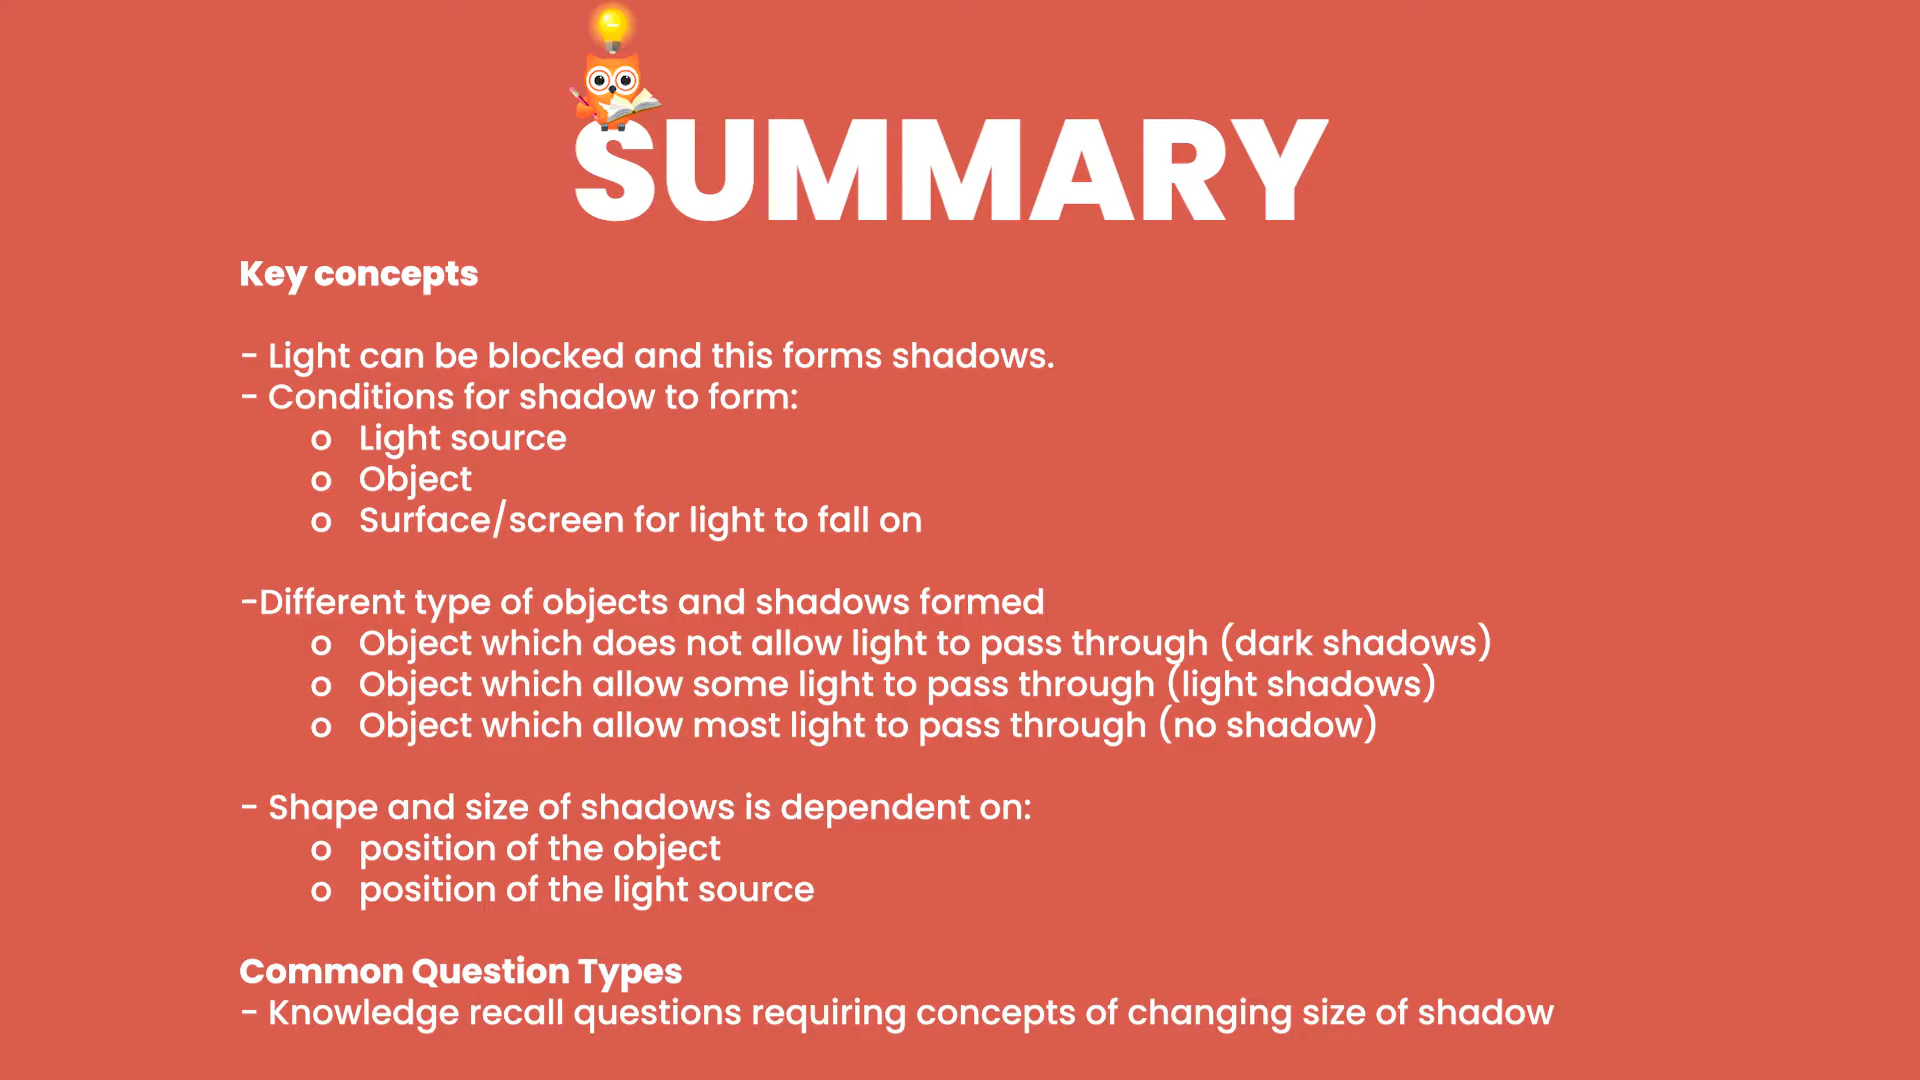 SUMMARY
Key concepts
- Light can be blocked and this forms shadows.
- Conditions for shadow to form:
o Light source
o Object
o Surface/screen for light to fall on
-Different type of objects and shadows formed
o Object which does not allow light to pass through (dark shadows)
o Object which allow some light to pass through (light shadows)
o Object which allow most light to pass through (no shadow)
- Shape and size of shadows is dependent on:
o position of the object
o position of the light source
Common Question Types
- Knowledge recall questions requiring concepts of changing size of shadow